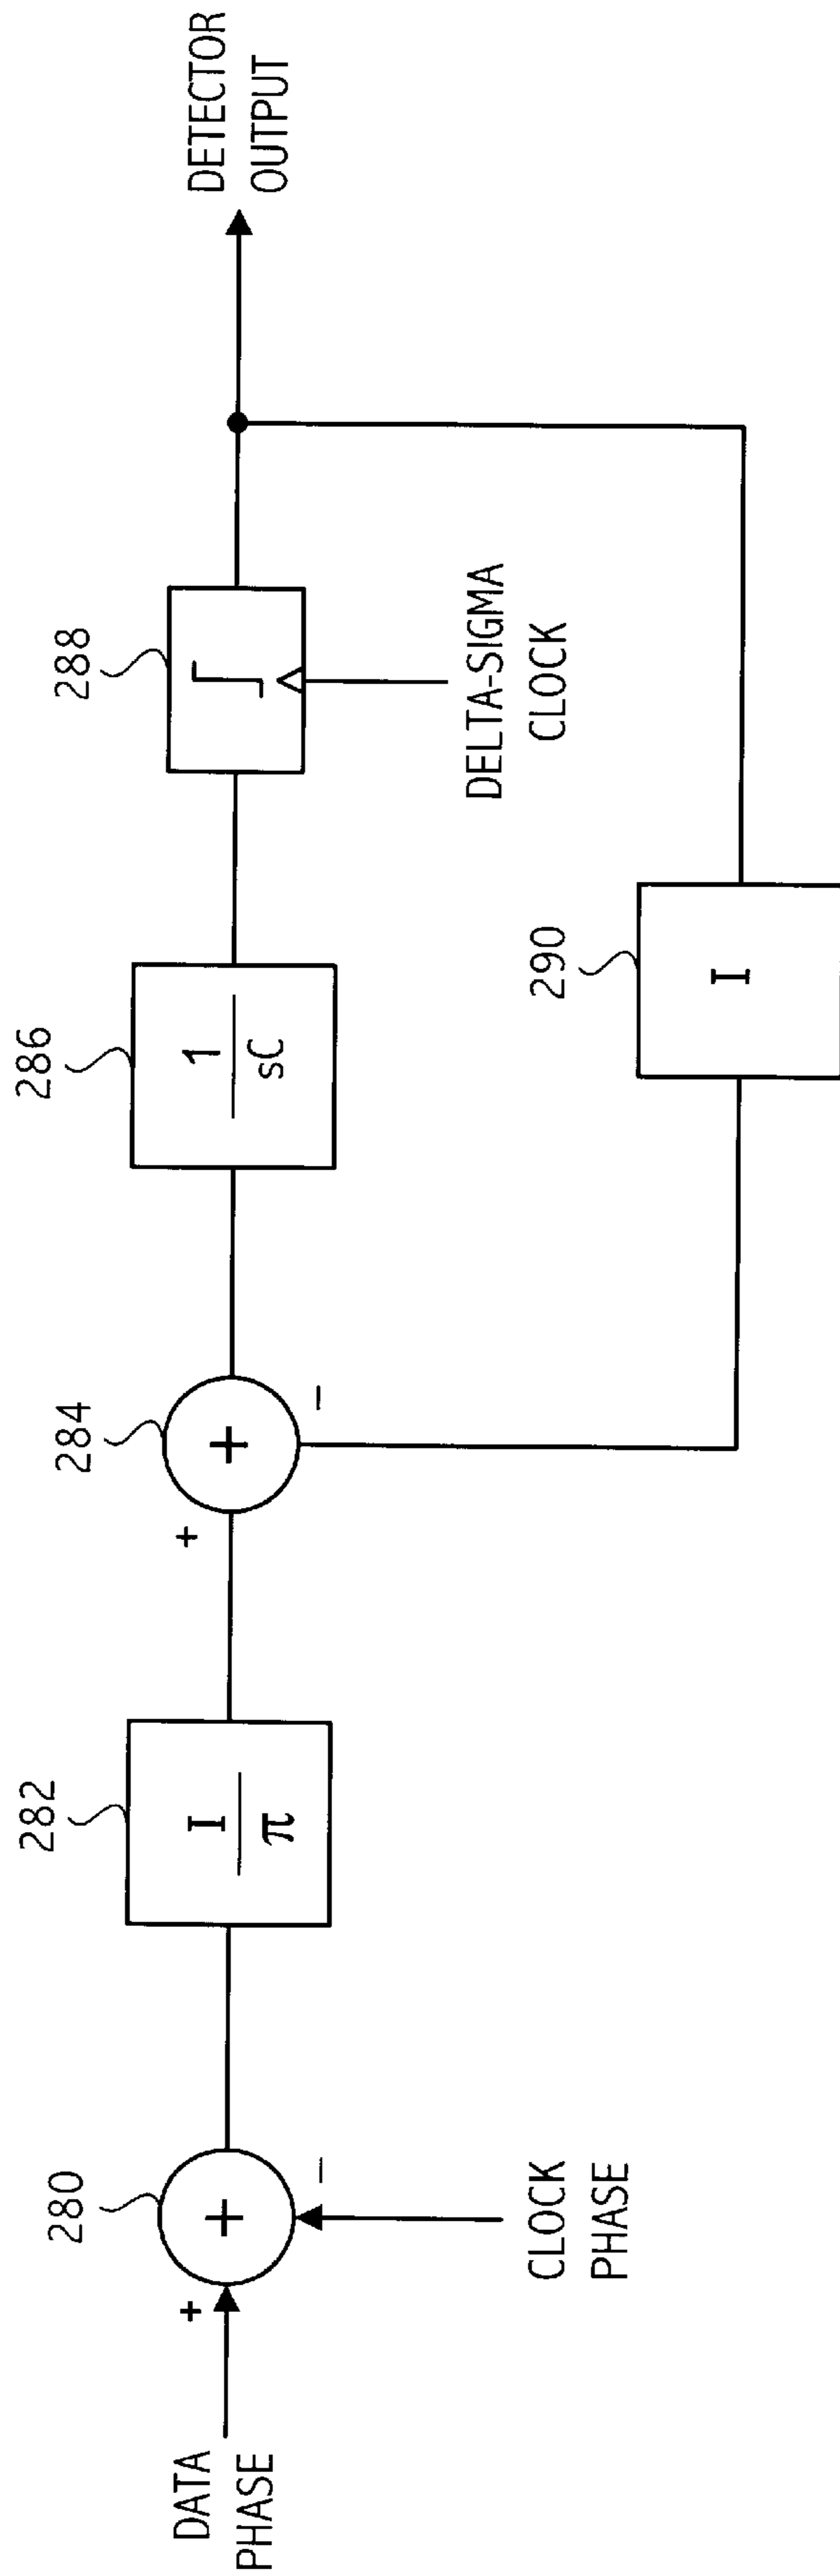 DATA
PHASE
+
280
+
−
CLOCK
PHASE
282
I
π
+
284
+
−
286
1
sC
288
DELTA-SIGMA
CLOCK
290
I
DETECTOR
OUTPUT